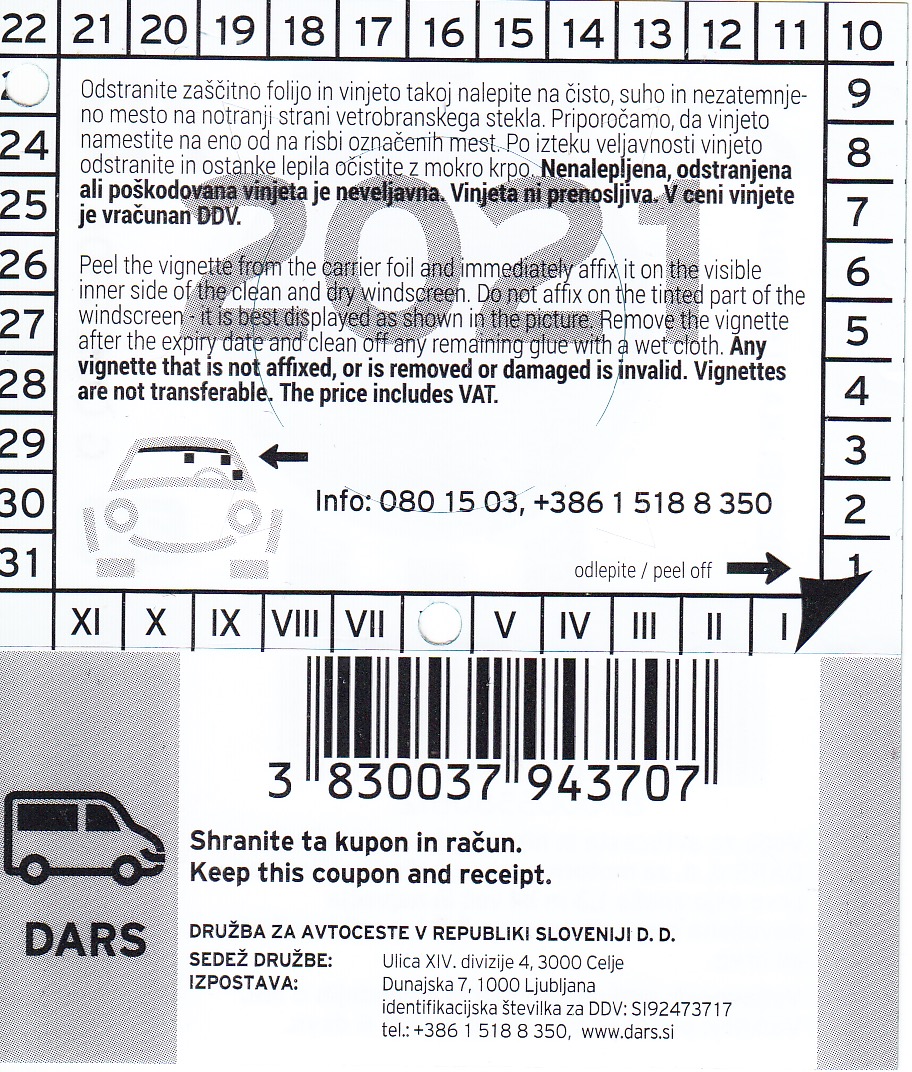 22 21 20 19 18 17 16 15 14 13 12 11 10
9
24 8
25 7
26 6
27 5
28 4
29 3
30 2
31 1
Odstranite zaščitno folijo in vinjeto takoj nalepite na čisto, suho in nezatemnje-
no mesto na notranji strani vetrobranskega stekla. Priporočamo, da vinjeto
namestite na eno od na risbi označenih mest. Po izteku veljavnosti vinjeto
odstranite in ostanke lepila očistite z mokro krpo. Nenalepljena, odstranjena
ali poškodovana vinjeta je neveljavna. Vinjeta ni prenosljiva. V ceni vinjete
je vračunan DDV.
2021
Peel the vignette from the carrier foil and immediately affix it on the visible
inner side of the clean and dry windscreen. Do not affix on the tinted part of the
windscreen - it is best displayed as shown in the picture. Remove the vignette
after the expiry date and clean off any remaining glue with a wet cloth. Any
vignette that is not affixed, or is removed or damaged is invalid. Vignettes
are not transferable. The price includes VAT.
Info: 080 15 03, +386 1 518 8 350
odlepite / peel off
XI X IX VIII VII V IV III II I
3 830037 943707
Shranite ta kupon in račun.
Keep this coupon and receipt.
DARS
DRUŽBA ZA AVTOCESTE V REPUBLIKI SLOVENIJI D. D.
SEDEŽ DRUŽBE: Ulica XIV. divizije 4, 3000 Celje
IZPOSTAVA: Dunajska 7, 1000 Ljubljana
identifikacijska številka za DDV: SI92473717
tel.: +386 1 518 8 350, www.dars.si